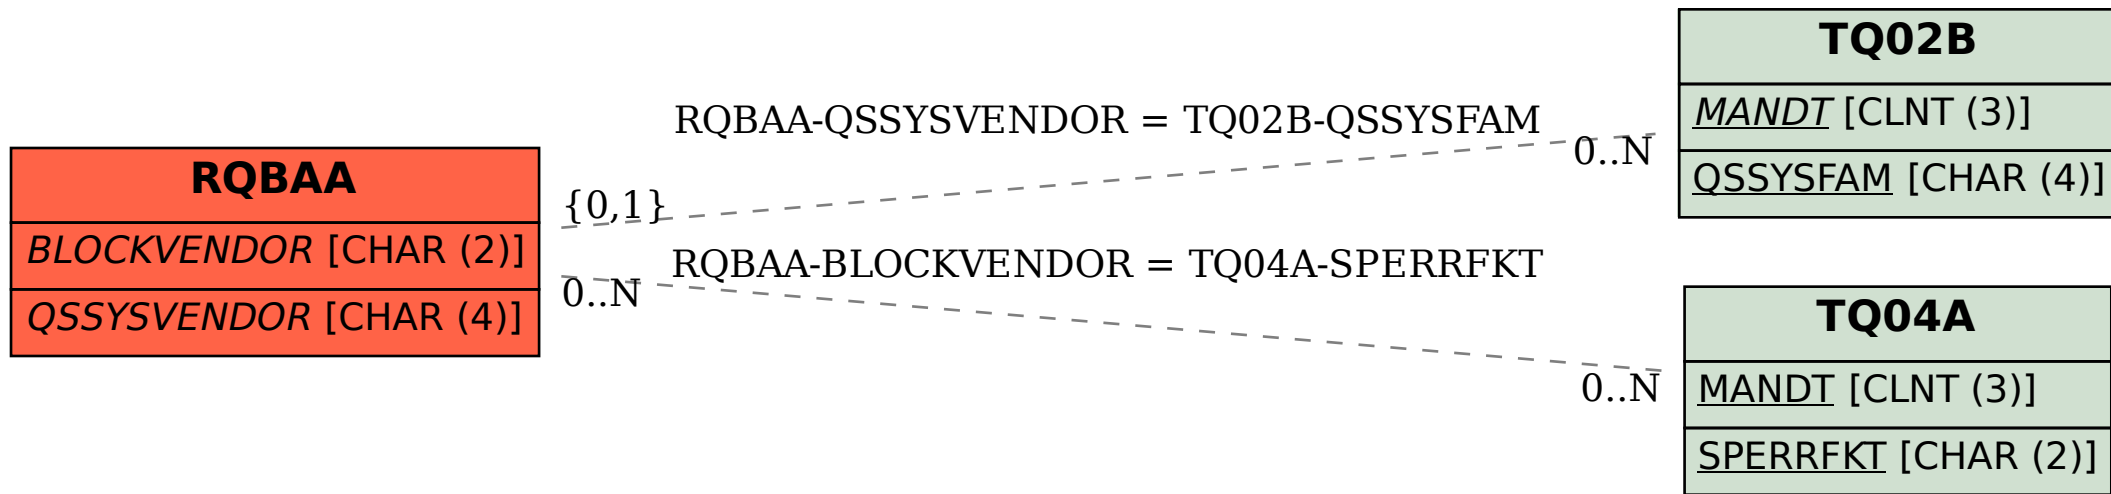 RQBAA
BLOCKVENDOR [CHAR (2)]
QSSYSVENDOR [CHAR (4)]
RQBAA-QSSYSVENDOR = TQ02B-QSSYSFAM
{0,1}
0..N
RQBAA-BLOCKVENDOR = TQ04A-SPERRFKT
0..N
0..N
TQ02B
MANDT [CLNT (3)]
QSSYSFAM [CHAR (4)]
TQ04A
MANDT [CLNT (3)]
SPERRFKT [CHAR (2)]